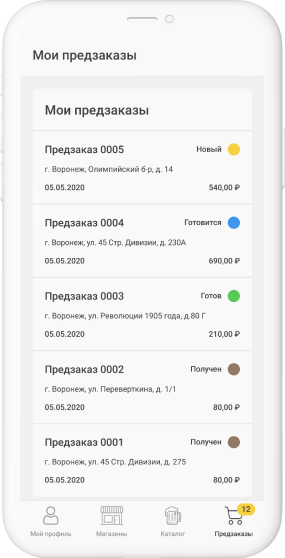 Мои предзаказы
Мои предзаказы
Предзаказ 0005 Новый
г. Воронеж, Олимпийский б-р, д. 14
05.05.2020 540,00 ₽
Предзаказ 0004 Готовится
г. Воронеж, ул. 45 Стр. Дивизии, д. 230А
05.05.2020 690,00 ₽
Предзаказ 0003 Готов
г. Воронеж, ул. Революции 1905 года, д.80 Г
05.05.2020 210,00 ₽
Предзаказ 0002 Получен
г. Воронеж, ул. Переверткина, д. 1/1
05.05.2020 80,00 ₽
Предзаказ 0001 Получен
г. Воронеж, ул. 45 Стр. Дивизии, д. 275
05.05.2020 80,00 ₽
12
Мой профиль Магазины Каталог Предзаказы